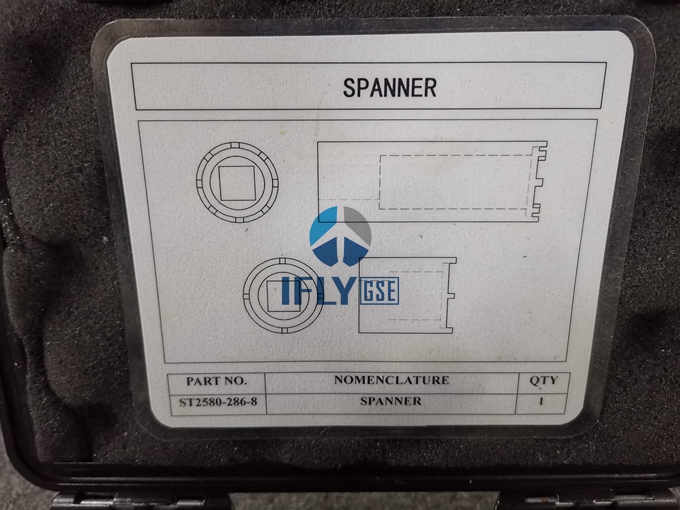 SPANNER
IFLY GSE
PART NO. NOMENCLATURE QTY
ST2580-286-8 SPANNER 1